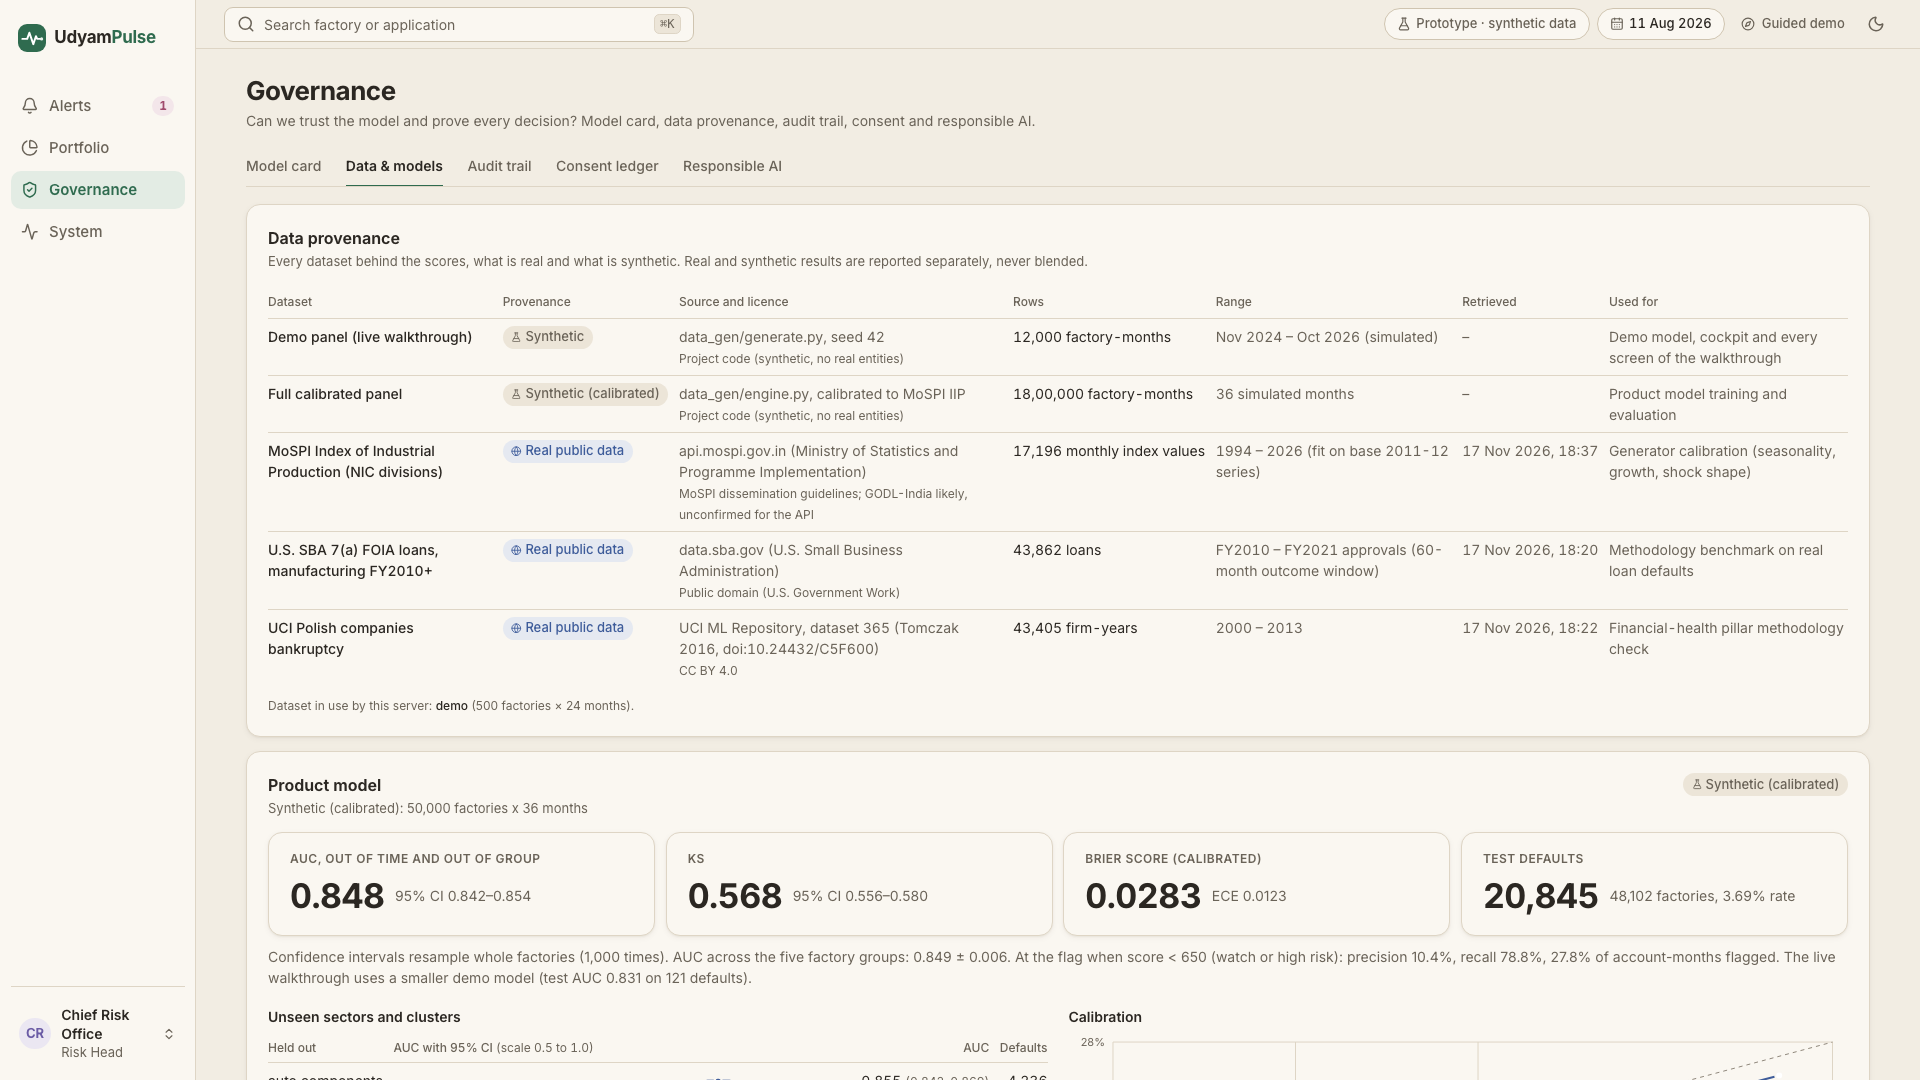 UdyamPulse
Search factory or application
⌘K
Prototype · synthetic data
11 Aug 2026
Guided demo
Alerts
1
Portfolio
Governance
System
Governance
Can we trust the model and prove every decision? Model card, data provenance, audit trail, consent and responsible AI.
Model card
Data & models
Audit trail
Consent ledger
Responsible AI
Data provenance
Every dataset behind the scores, what is real and what is synthetic. Real and synthetic results are reported separately, never blended.
Dataset Provenance Source and licence Rows Range Retrieved Used for
Demo panel (live walkthrough) Synthetic data_gen/generate.py, seed 42 12,000 factory-months Nov 2024 – Oct 2026 (simulated) – Demo model, cockpit and every
Project code (synthetic, no real entities) screen of the walkthrough
Full calibrated panel Synthetic (calibrated) data_gen/engine.py, calibrated to MoSPI IIP 18,00,000 factory-months 36 simulated months – Product model training and
Project code (synthetic, no real entities) evaluation
MoSPI Index of Industrial Real public data api.mospi.gov.in (Ministry of Statistics and 17,196 monthly index values 1994 – 2026 (fit on base 2011-12 17 Nov 2026, 18:37 Generator calibration (seasonality,
Production (NIC divisions) Programme Implementation) series) growth, shock shape)
MoSPI dissemination guidelines; GODL-India likely,
unconfirmed for the API
U.S. SBA 7(a) FOIA loans, Real public data data.sba.gov (U.S. Small Business 43,862 loans FY2010 – FY2021 approvals (60- 17 Nov 2026, 18:20 Methodology benchmark on real
manufacturing FY2010+ Administration) month outcome window) loan defaults
Public domain (U.S. Government Work)
UCI Polish companies Real public data UCI ML Repository, dataset 365 (Tomczak 43,405 firm-years 2000 – 2013 17 Nov 2026, 18:22 Financial-health pillar methodology
bankruptcy 2016, doi:10.24432/C5F600) check
CC BY 4.0
Dataset in use by this server: demo (500 factories × 24 months).
Product model
Synthetic (calibrated)
Synthetic (calibrated): 50,000 factories x 36 months
AUC, OUT OF TIME AND OUT OF GROUP
0.848 95% CI 0.842–0.854
KS
0.568 95% CI 0.556–0.580
BRIER SCORE (CALIBRATED)
0.0283 ECE 0.0123
TEST DEFAULTS
20,845 48,102 factories, 3.69% rate
Confidence intervals resample whole factories (1,000 times). AUC across the five factory groups: 0.849 ± 0.006. At the flag when score < 650 (watch or high risk): precision 10.4%, recall 78.8%, 27.8% of account-months flagged. The live
walkthrough uses a smaller demo model (test AUC 0.831 on 121 defaults).
Unseen sectors and clusters
Held out AUC with 95% CI (scale 0.5 to 1.0) AUC Defaults
Calibration
28%
CR
Chief Risk
Office
Risk Head